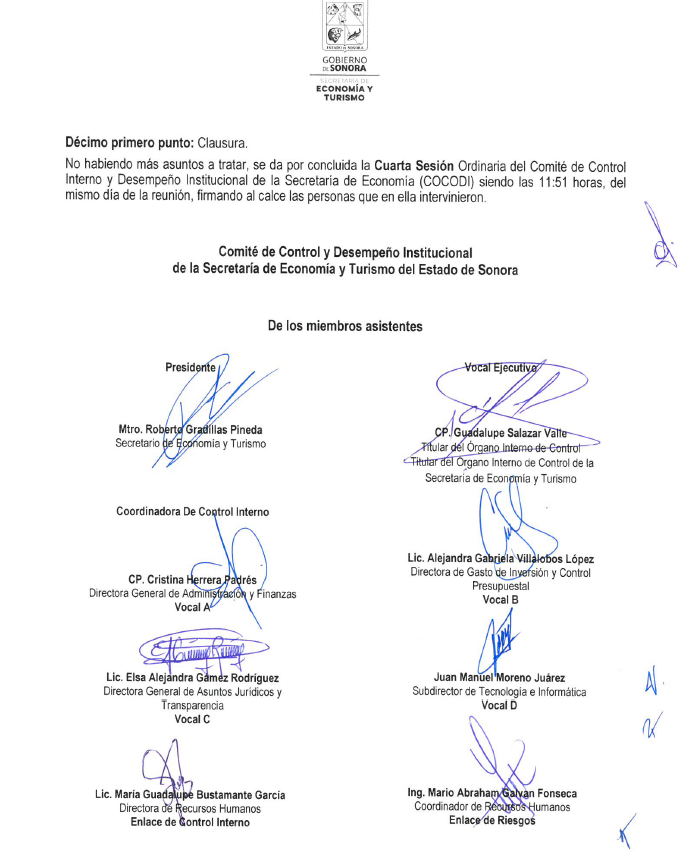 ESTADO DE SONORA
GOBIERNO
DE SONORA
SECRETARÍA DE
ECONOMÍA Y
TURISMO
Décimo primero punto: Clausura.
No habiendo más asuntos a tratar, se da por concluida la Cuarta Sesión Ordinaria del Comité de Control
Interno y Desempeño Institucional de la Secretaría de Economía (COCODI) siendo las 11:51 horas, del
mismo día de la reunión, firmando al calce las personas que en ella intervinieron.
Comité de Control y Desempeño Institucional
de la Secretaría de Economía y Turismo del Estado de Sonora
De los miembros asistentes
Presidente
Mtro. Roberto Gradillas Pineda
Secretario de Economía y Turismo
Vocal Ejecutivo
CP. Guadalupe Salazar Valle
Titular del Órgano Interno de Control
Titular del Órgano Interno de Control de la
Secretaría de Economía y Turismo
Coordinadora De Control Interno
CP. Cristina Herrera Padrés
Directora General de Administración y Finanzas
Vocal A
Lic. Alejandra Gabriela Villalobos López
Directora de Gasto de Inversión y Control
Presupuestal
Vocal B
Lic. Elsa Alejandra Gámez Rodríguez
Directora General de Asuntos Jurídicos y
Transparencia
Vocal C
Juan Manuel Moreno Juárez
Subdirector de Tecnología e Informática
Vocal D
Lic. María Guadalupe Bustamante García
Directora de Recursos Humanos
Enlace de Control Interno
Ing. Mario Abraham Galván Fonseca
Coordinador de Recursos Humanos
Enlace de Riesgos